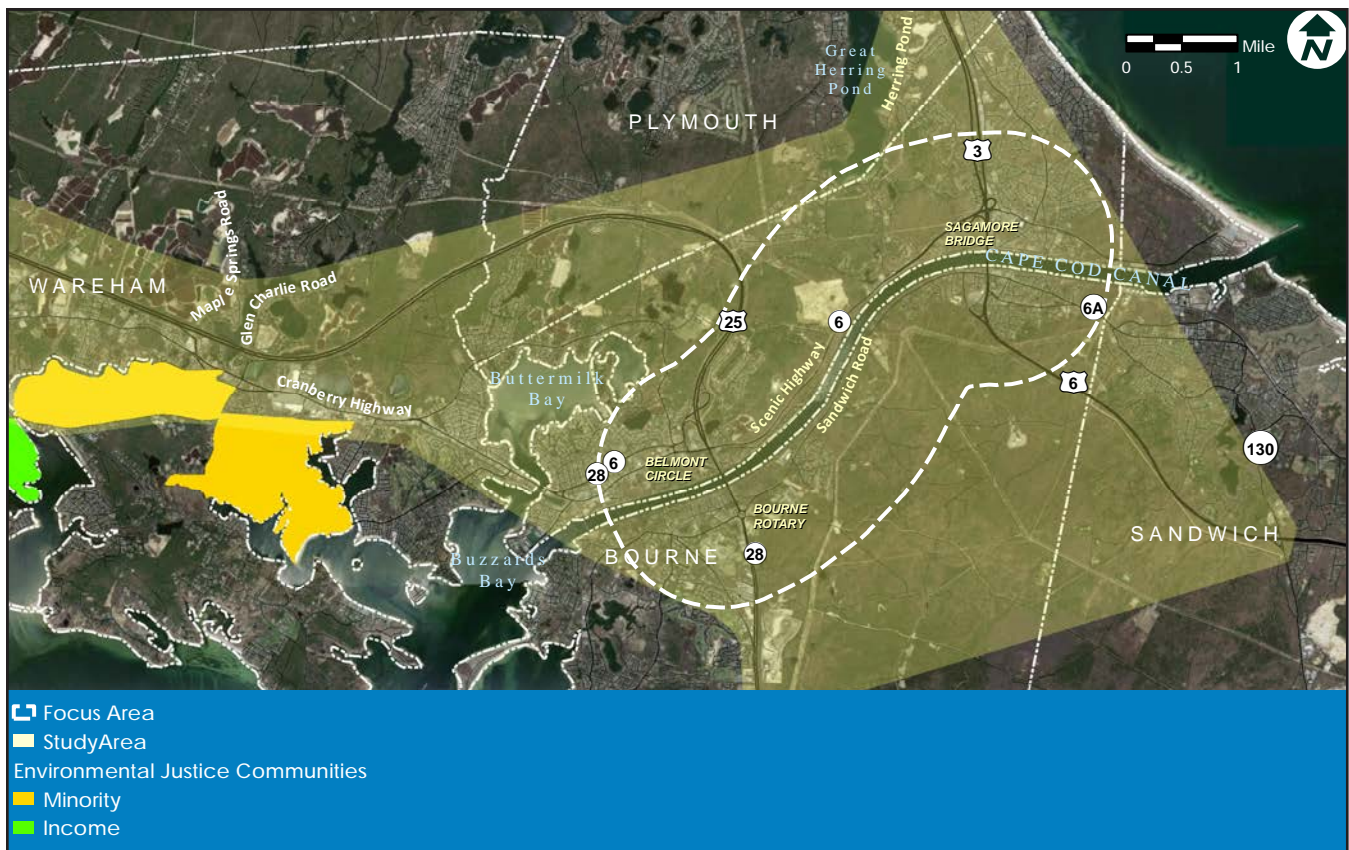 Great
Herring
Pond
Herring Pond
Mile
0 0.5 1
N
PLYMOUTH
3
SAGAMORE
BRIDGE
CAPE COD CANAL
WAREHAM
Maple Springs Road
Glen Charlie Road
25
6
6A
Scenic Highway
Sandwich Road
Buttermilk
Bay
Cranberry Highway
6
28
6
BELMONT
CIRCLE
130
BOURNE
ROTARY
SANDWICH
BOURNE
28
Buzzards
Bay
Focus Area
StudyArea
Environmental Justice Communities
Minority
Income